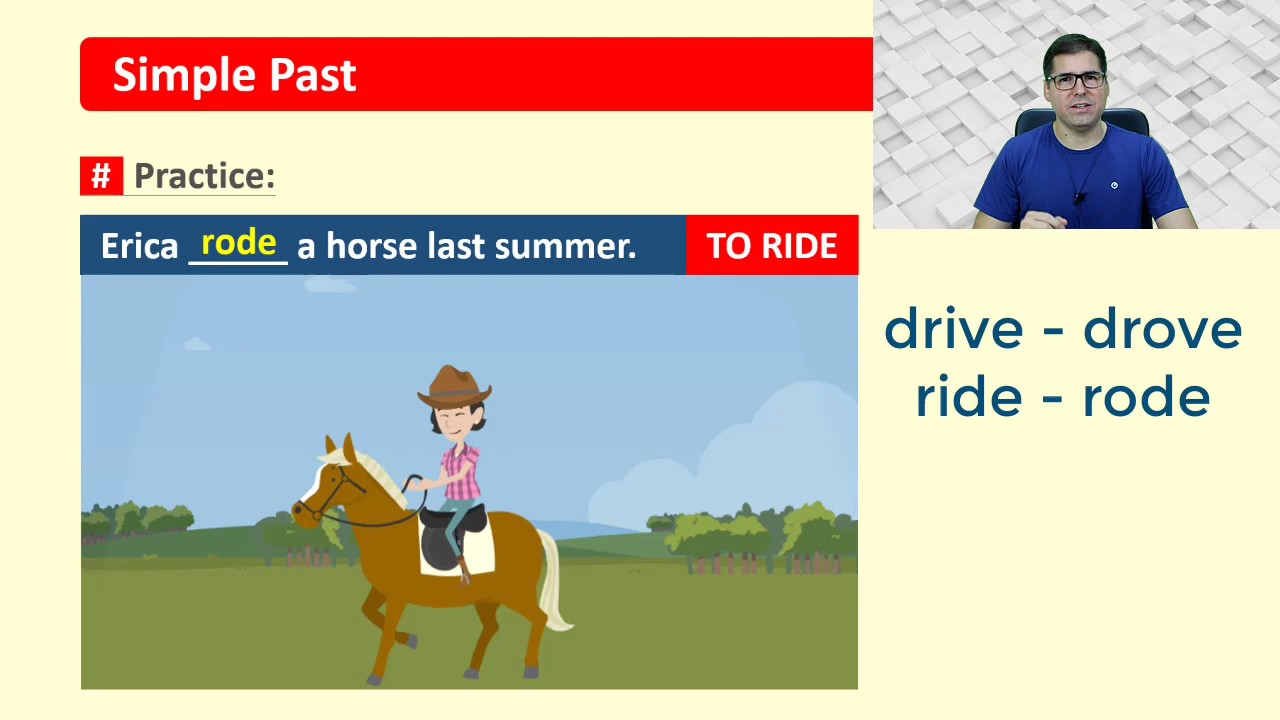 Simple Past
# Practice:
Erica rode a horse last summer. TO RIDE
drive - drove
ride - rode